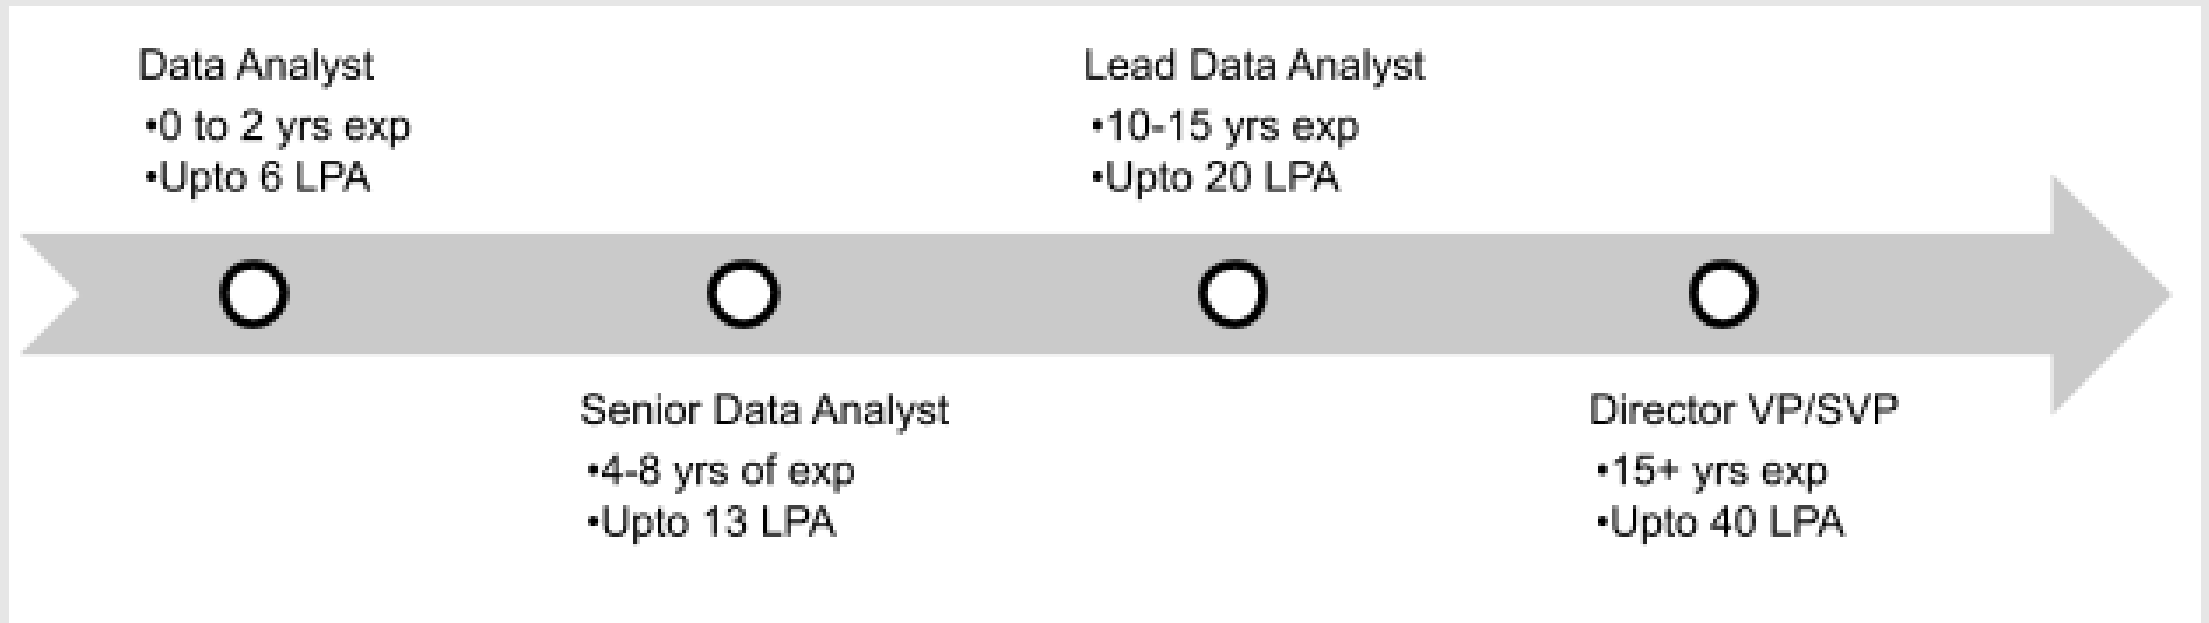 Data Analyst
•0 to 2 yrs exp
•Upto 6 LPA
Senior Data Analyst
•4-8 yrs of exp
•Upto 13 LPA
Lead Data Analyst
•10-15 yrs exp
•Upto 20 LPA
Director VP/SVP
•15+ yrs exp
•Upto 40 LPA